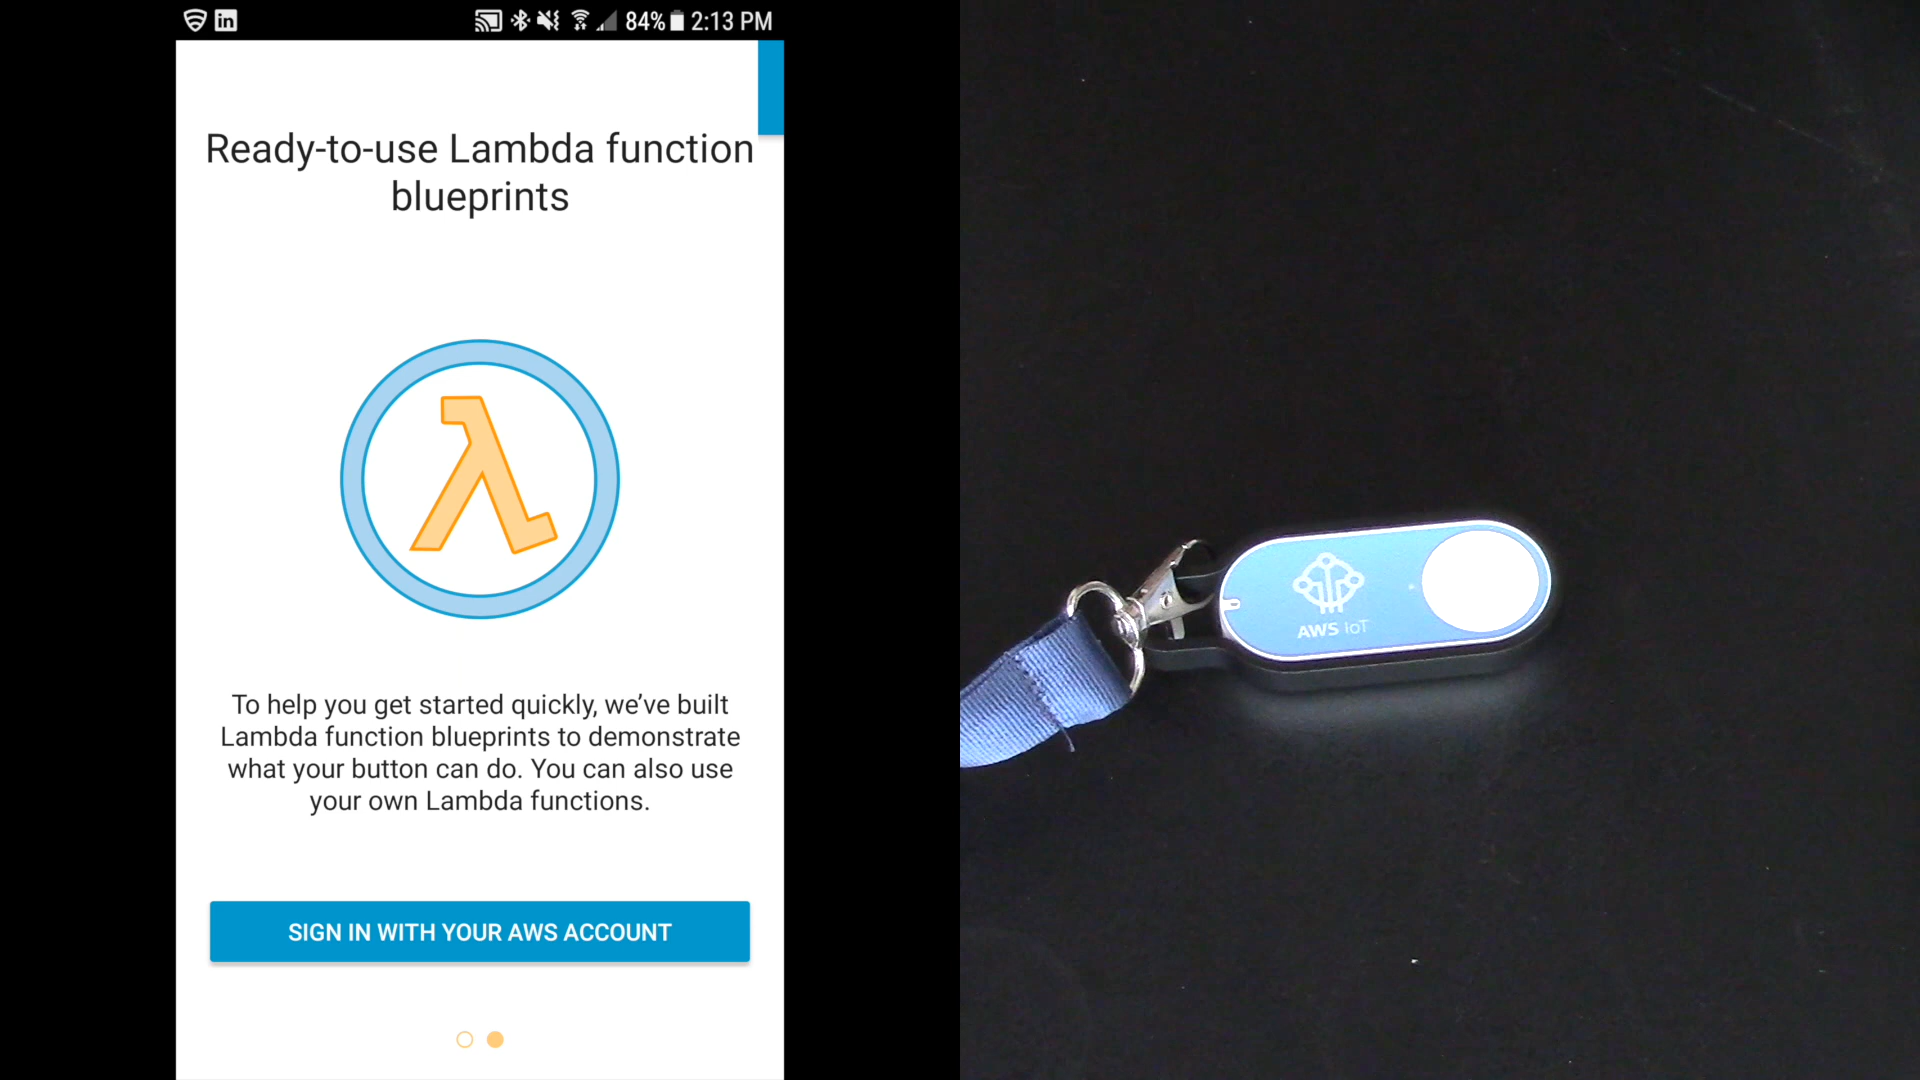 84% 2:13 PM
Ready-to-use Lambda function
blueprints
To help you get started quickly, we’ve built
Lambda function blueprints to demonstrate
what your button can do. You can also use
your own Lambda functions.
SIGN IN WITH YOUR AWS ACCOUNT
in
AWS IoT